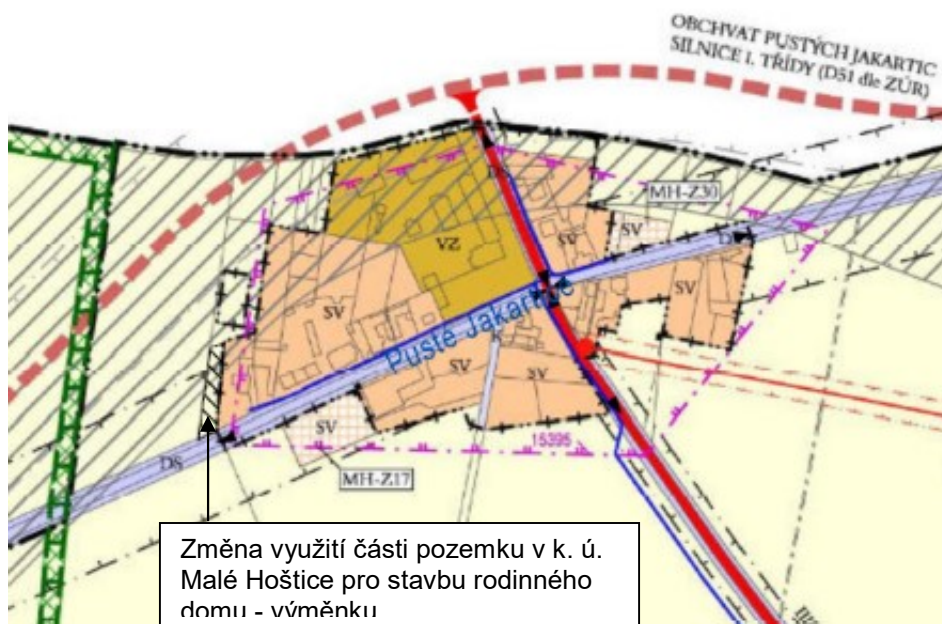 OBCHVAT PUSTÝCH JAKARTIC
SILNICE I. TŘÍDY (D51 dle ZÚR)
MH-Z30
SV
SV
DS
VZ
SV
SV
Pusté Jakartice
SV
SV
SV
15395
DS
MH-Z17
Změna využití části pozemku v k. ú.
Malé Hoštice pro stavbu rodinného
domu - výměnku